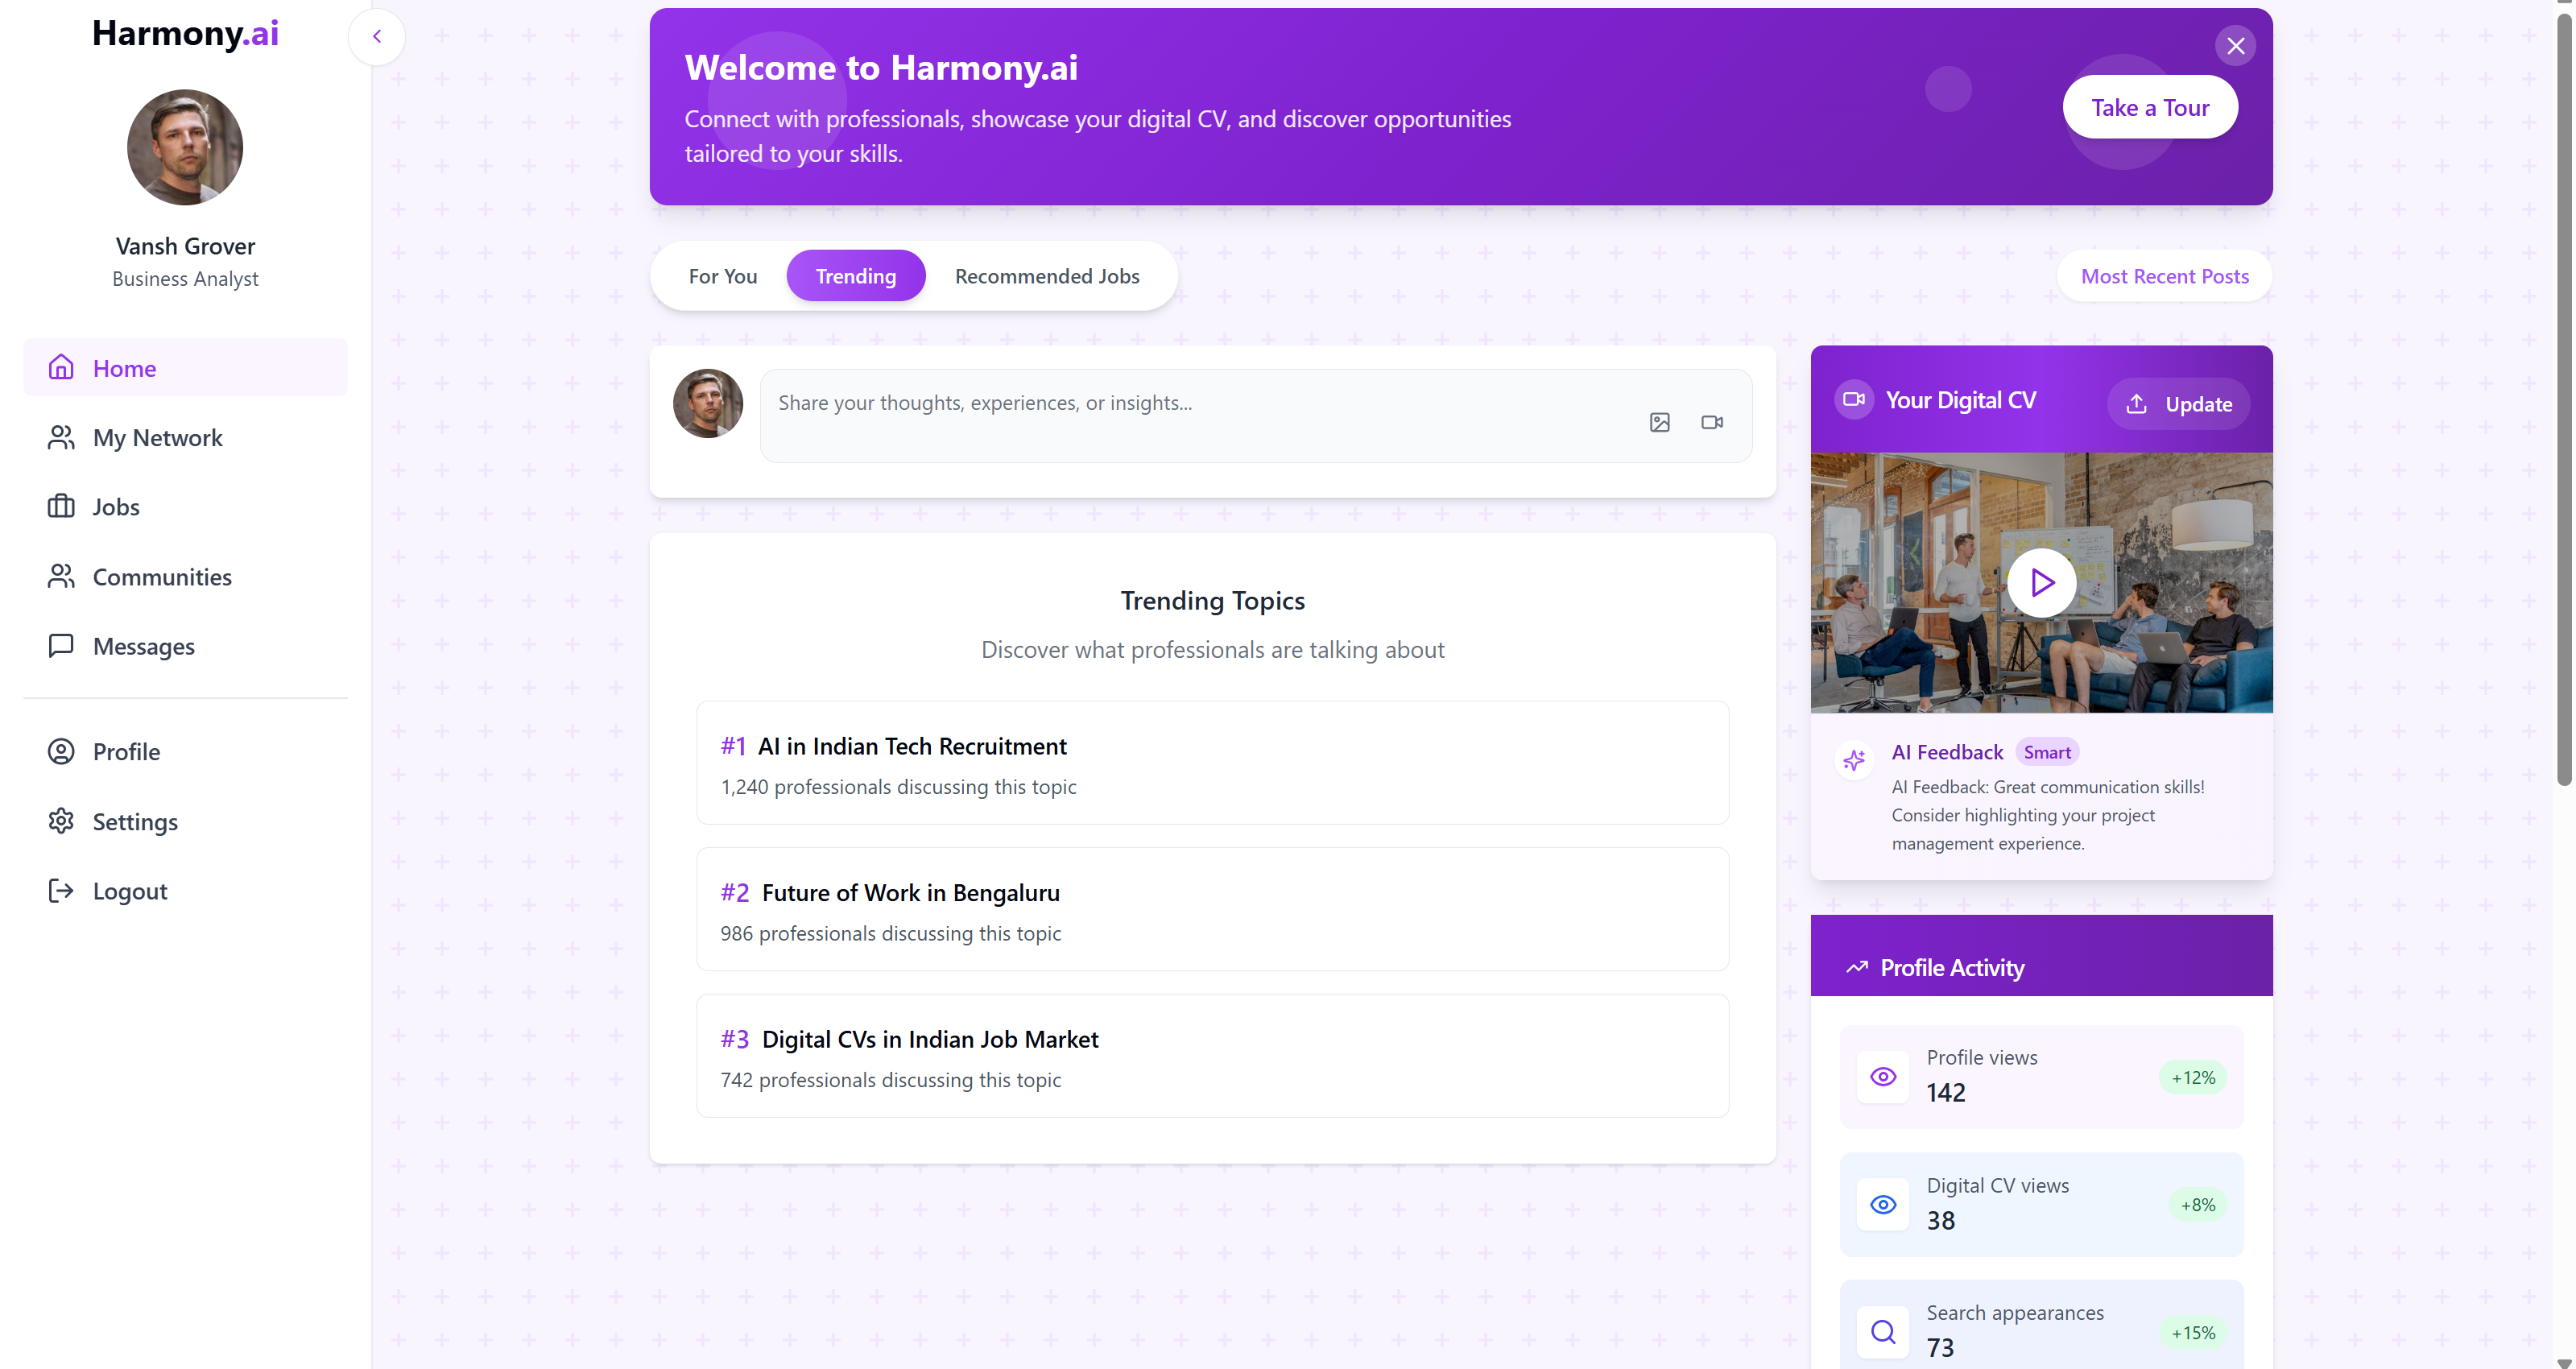 Harmony.ai
Vansh Grover
Business Analyst
Home
My Network
Jobs
Communities
Messages
Profile
Settings
Logout
Welcome to Harmony.ai
Connect with professionals, showcase your digital CV, and discover opportunities
tailored to your skills.
Take a Tour
For You
Trending
Recommended Jobs
Most Recent Posts
Share your thoughts, experiences, or insights...
Trending Topics
Discover what professionals are talking about
#1 AI in Indian Tech Recruitment
1,240 professionals discussing this topic
#2 Future of Work in Bengaluru
986 professionals discussing this topic
#3 Digital CVs in Indian Job Market
742 professionals discussing this topic
Your Digital CV
Update
AI Feedback Smart
AI Feedback: Great communication skills!
Consider highlighting your project
management experience.
Profile Activity
Profile views
142
+12%
Digital CV views
38
+8%
Search appearances
73
+15%